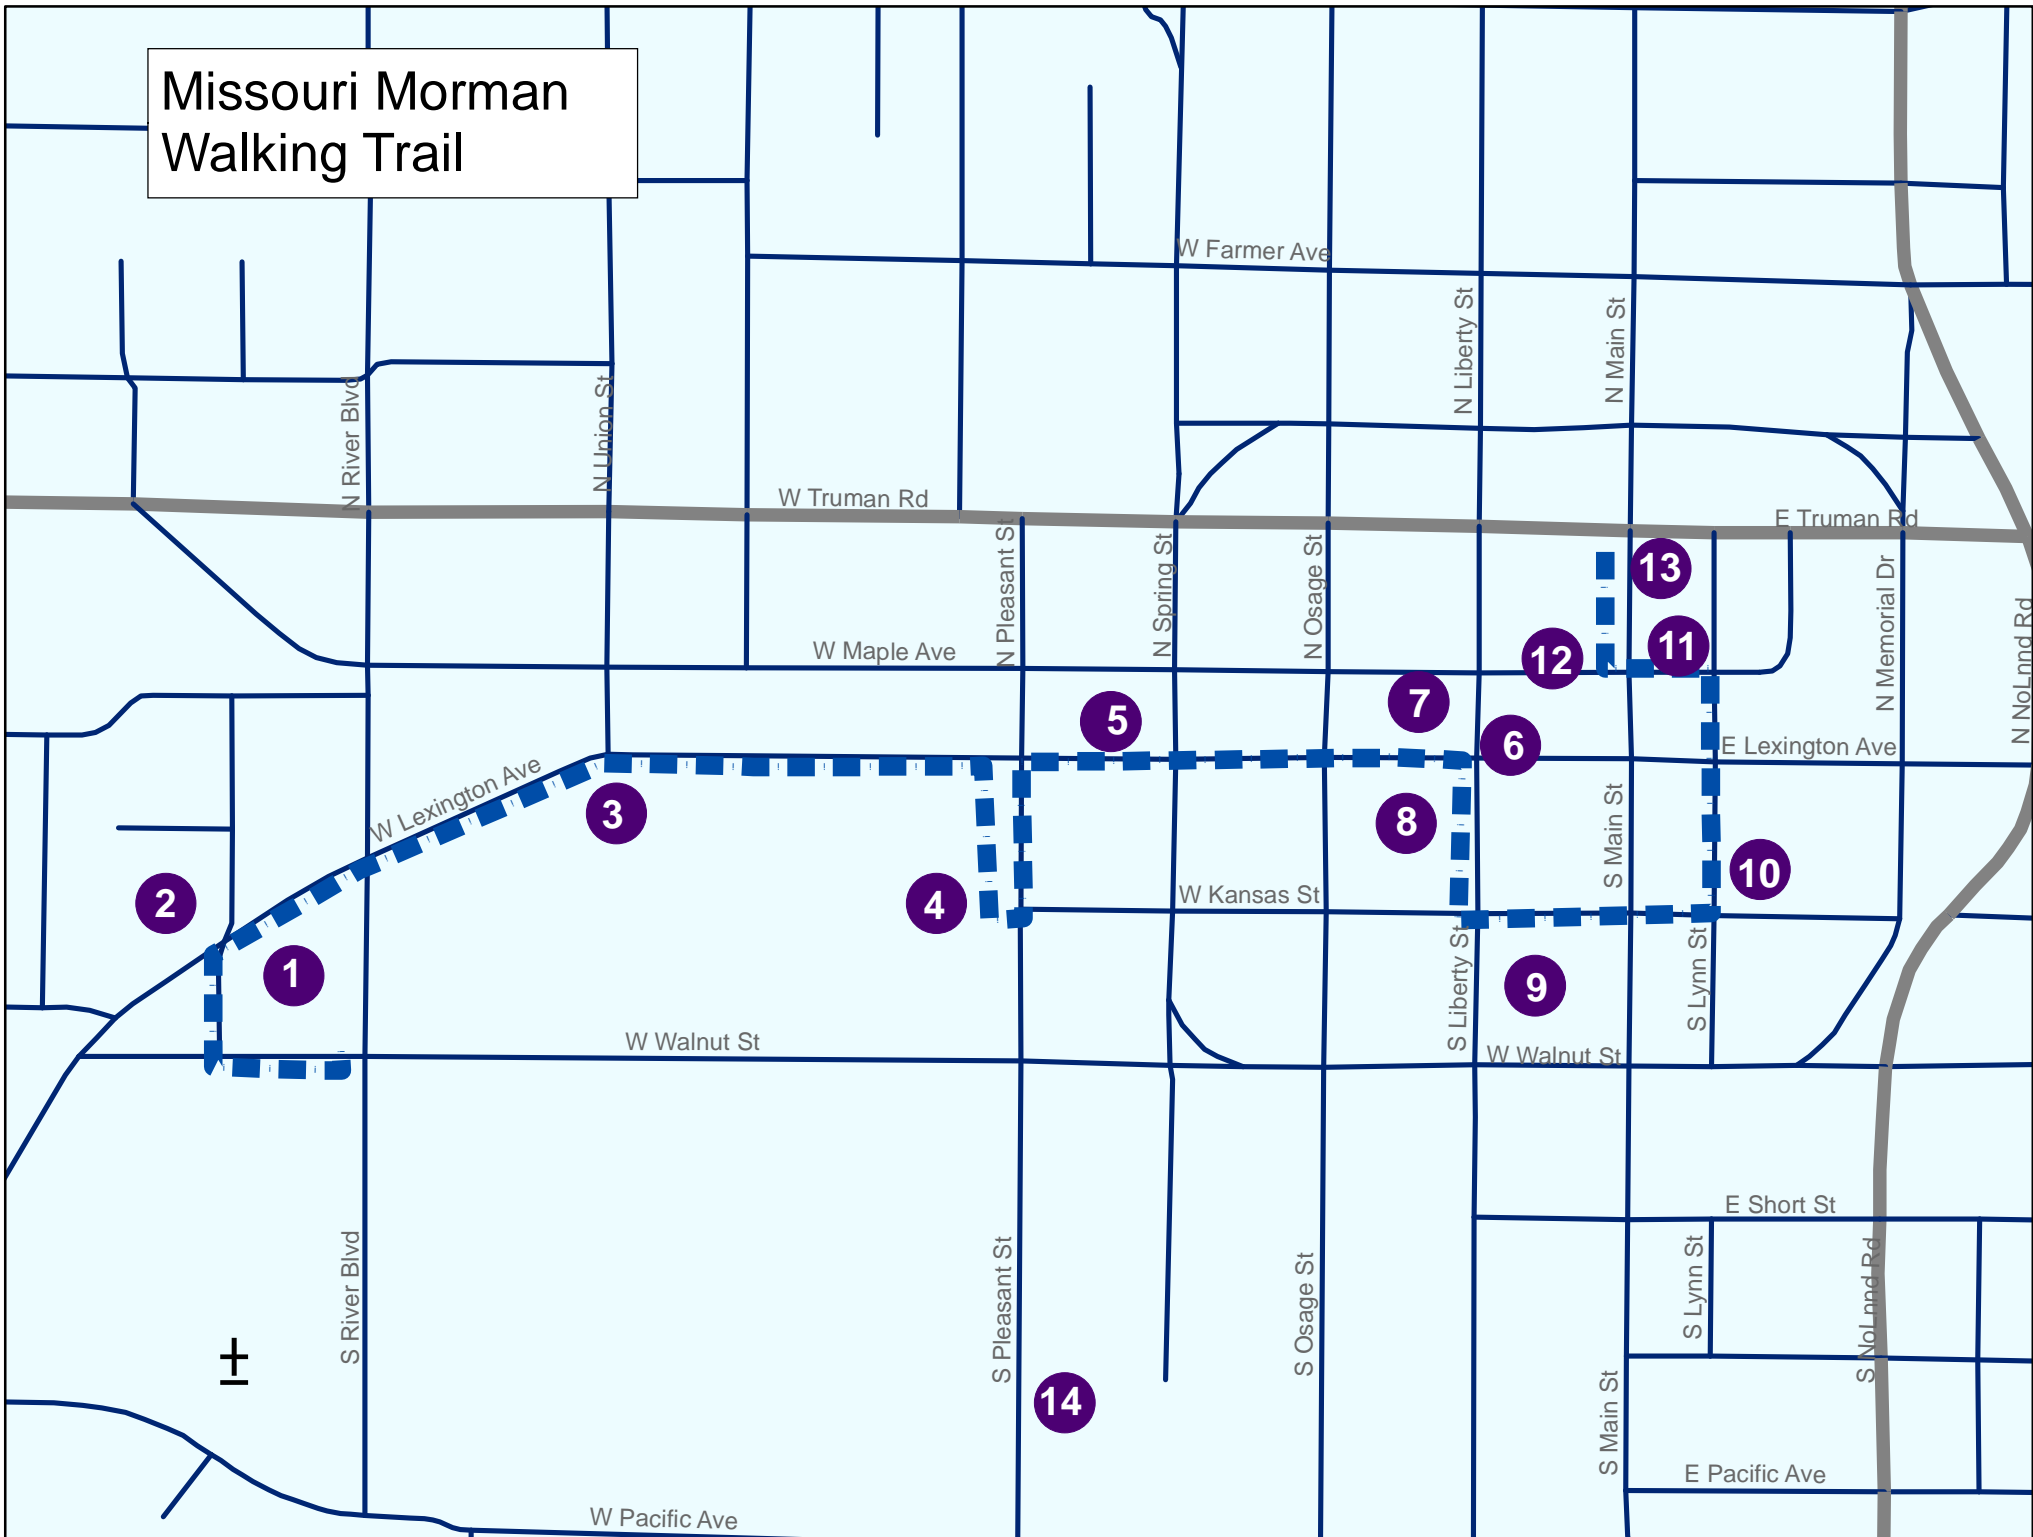 Missouri Morman
Walking Trail
W Farmer Ave
N Liberty St
N Main St
N River Blvd
N Union St
W Truman Rd
E Truman Rd
N Pleasant St
N Spring St
N Osage St
13
N Memorial Dr
N NoLnnd Rd
W Maple Ave
12
11
7
5
6
E Lexington Ave
W Lexington Ave
3
8
S Main St
10
2
4
W Kansas St
1
9
S Liberty St
S Lynn St
W Walnut St
W Walnut St
E Short St
S River Blvd
S Pleasant St
S Osage St
S Lynn St
S NoLnnd Rd
±
14
S Main St
E Pacific Ave
W Pacific Ave